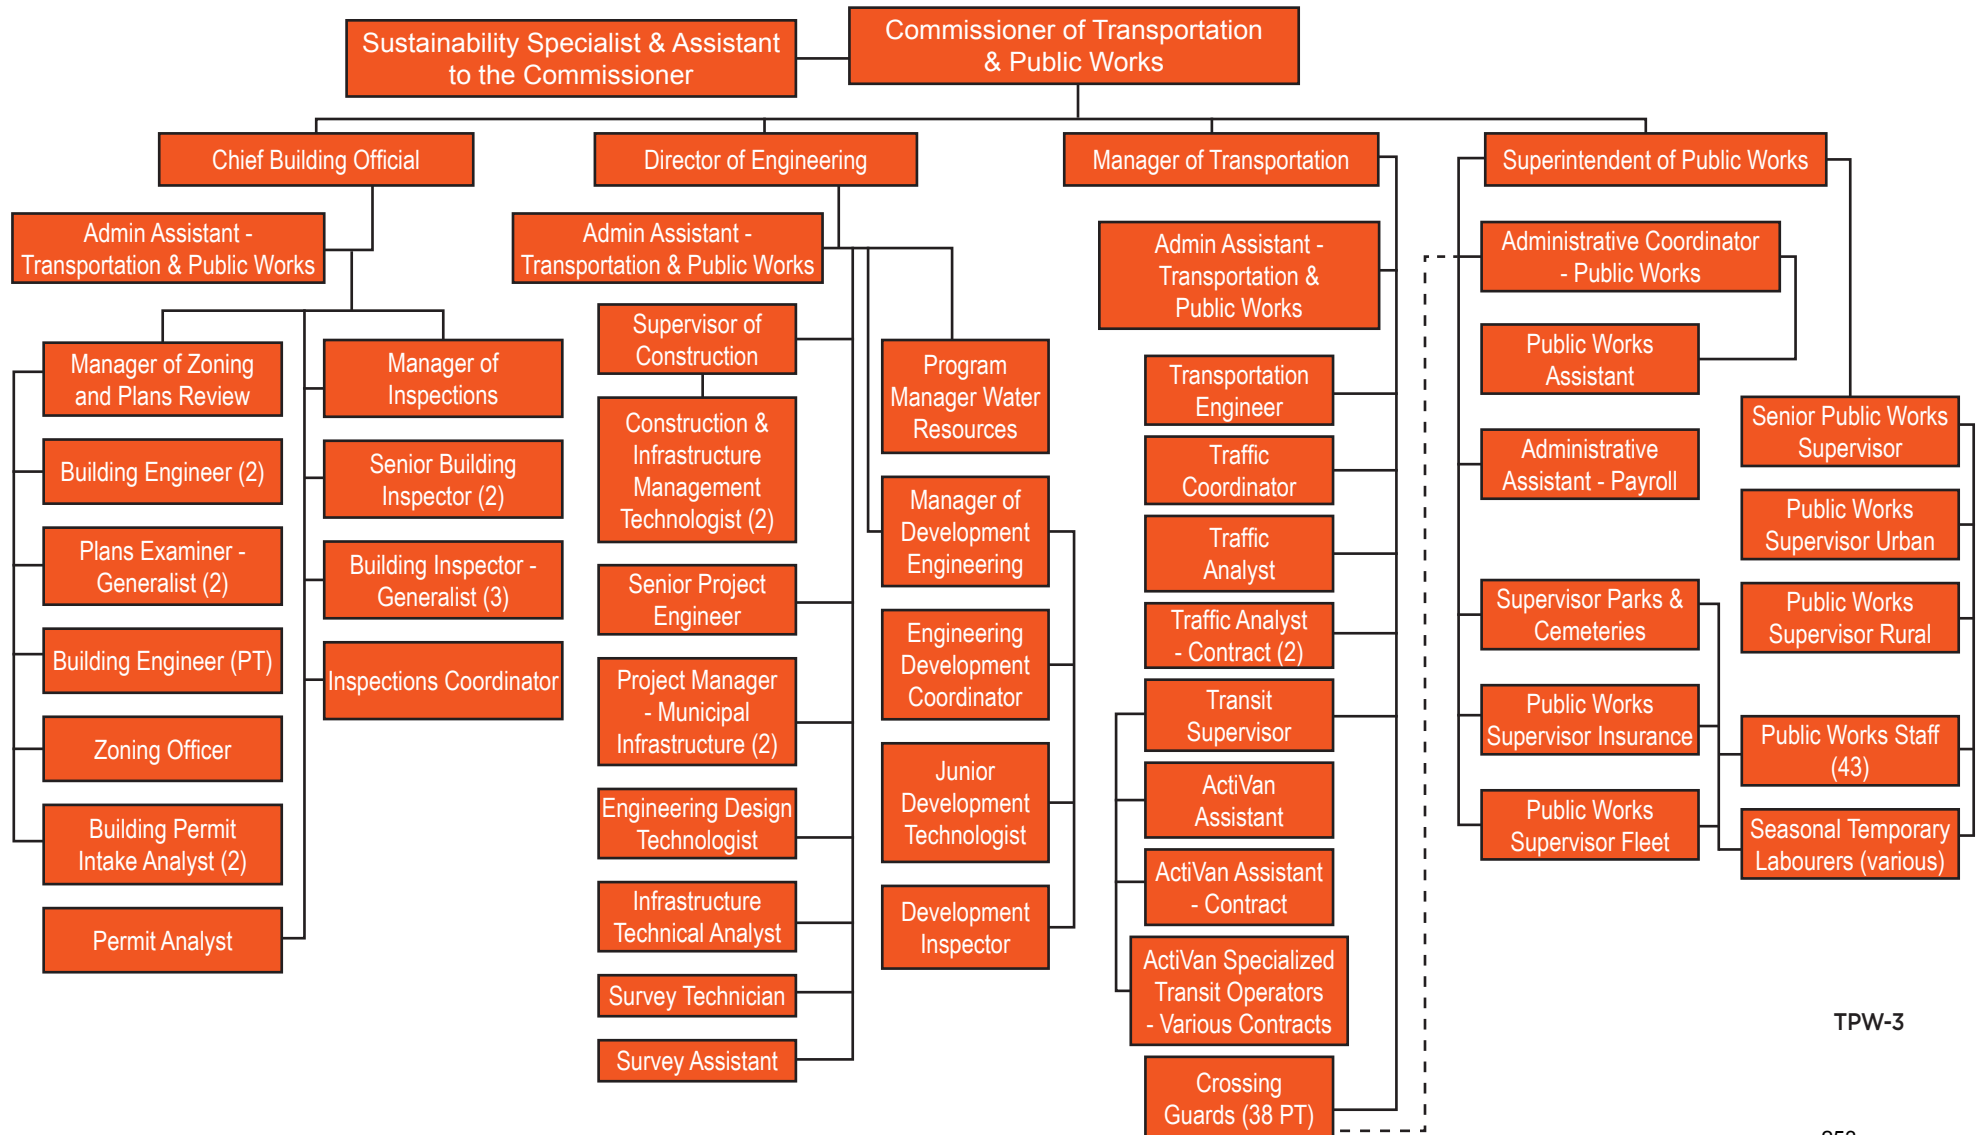 Sustainability Specialist & Assistant
to the Commissioner
Commissioner of Transportation
& Public Works
Chief Building Official
Director of Engineering
Manager of Transportation
Superintendent of Public Works
Admin Assistant -
Transportation & Public Works
Manager of Zoning
and Plans Review
Building Engineer (2)
Plans Examiner -
Generalist (2)
Building Engineer (PT)
Zoning Officer
Building Permit
Intake Analyst (2)
Permit Analyst
Manager of
Inspections
Senior Building
Inspector (2)
Building Inspector -
Generalist (3)
Inspections Coordinator
Admin Assistant -
Transportation & Public Works
Supervisor of
Construction
Construction &
Infrastructure
Management
Technologist (2)
Senior Project
Engineer
Project Manager
- Municipal
Infrastructure (2)
Engineering Design
Technologist
Infrastructure
Technical Analyst
Survey Technician
Survey Assistant
Program
Manager Water
Resources
Manager of
Development
Engineering
Engineering
Development
Coordinator
Junior
Development
Technologist
Development
Inspector
Admin Assistant -
Transportation &
Public Works
Transportation
Engineer
Traffic
Coordinator
Traffic
Analyst
Traffic Analyst
- Contract (2)
Transit
Supervisor
ActiVan
Assistant
ActiVan Assistant
- Contract
ActiVan Specialized
Transit Operators
- Various Contracts
Crossing
Guards (38 PT)
Administrative Coordinator
- Public Works
Public Works
Assistant
Administrative
Assistant - Payroll
Supervisor Parks &
Cemeteries
Public Works
Supervisor Insurance
Public Works
Supervisor Fleet
Senior Public Works
Supervisor
Public Works
Supervisor Urban
Public Works
Supervisor Rural
Public Works Staff
(43)
Seasonal Temporary
Labourers (various)
TPW-3